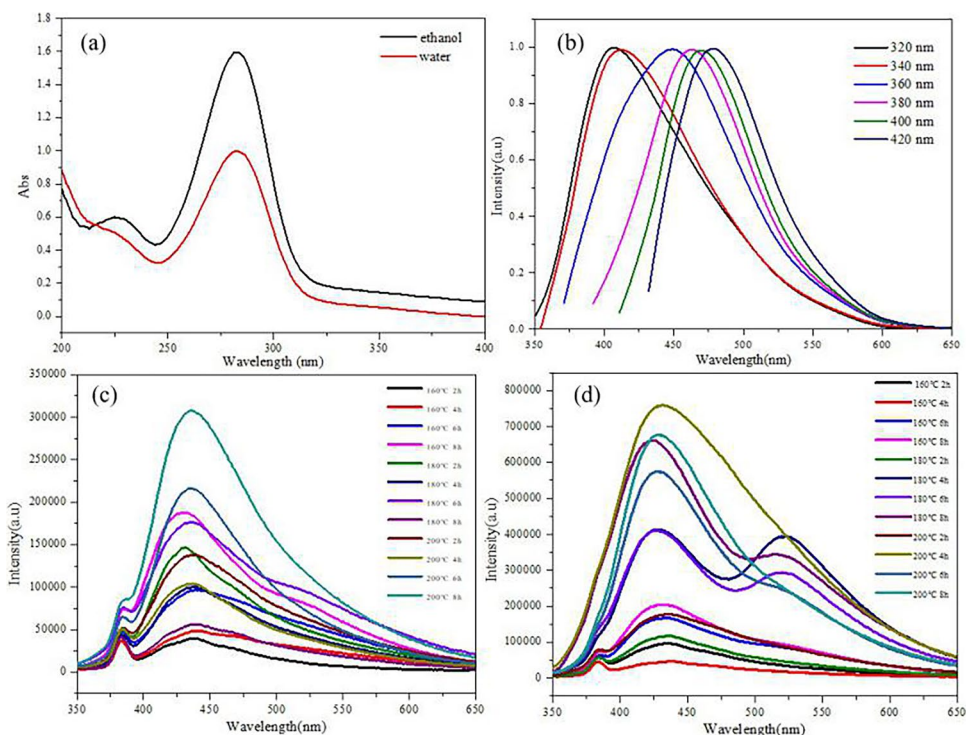 (a)
ethanol
water
1.8
1.6
1.4
1.2
1.0
0.8
0.6
0.4
0.2
0.0
Abs
200
250
300
350
400
Wavelength (nm)
(b)
320 nm
340 nm
360 nm
380 nm
400 nm
420 nm
1.0
0.8
0.6
0.4
0.2
0.0
Intensity(a.u)
350
400
450
500
550
600
650
Wavelength(nm)
(c)
160°C 2h
160°C 4h
160°C 6h
160°C 8h
180°C 2h
180°C 4h
180°C 6h
180°C 8h
200°C 2h
200°C 4h
200°C 6h
200°C 8h
350000
300000
250000
200000
150000
100000
50000
0
Intensity(a.u)
350
400
450
500
550
600
650
Wavelength(nm)
(d)
160°C 2h
160°C 4h
160°C 6h
160°C 8h
180°C 2h
180°C 4h
180°C 6h
180°C 8h
200°C 2h
200°C 4h
200°C 6h
200°C 8h
800000
700000
600000
500000
400000
300000
200000
100000
0
Intensity(a.u)
350
400
450
500
550
600
650
Wavelength(nm)